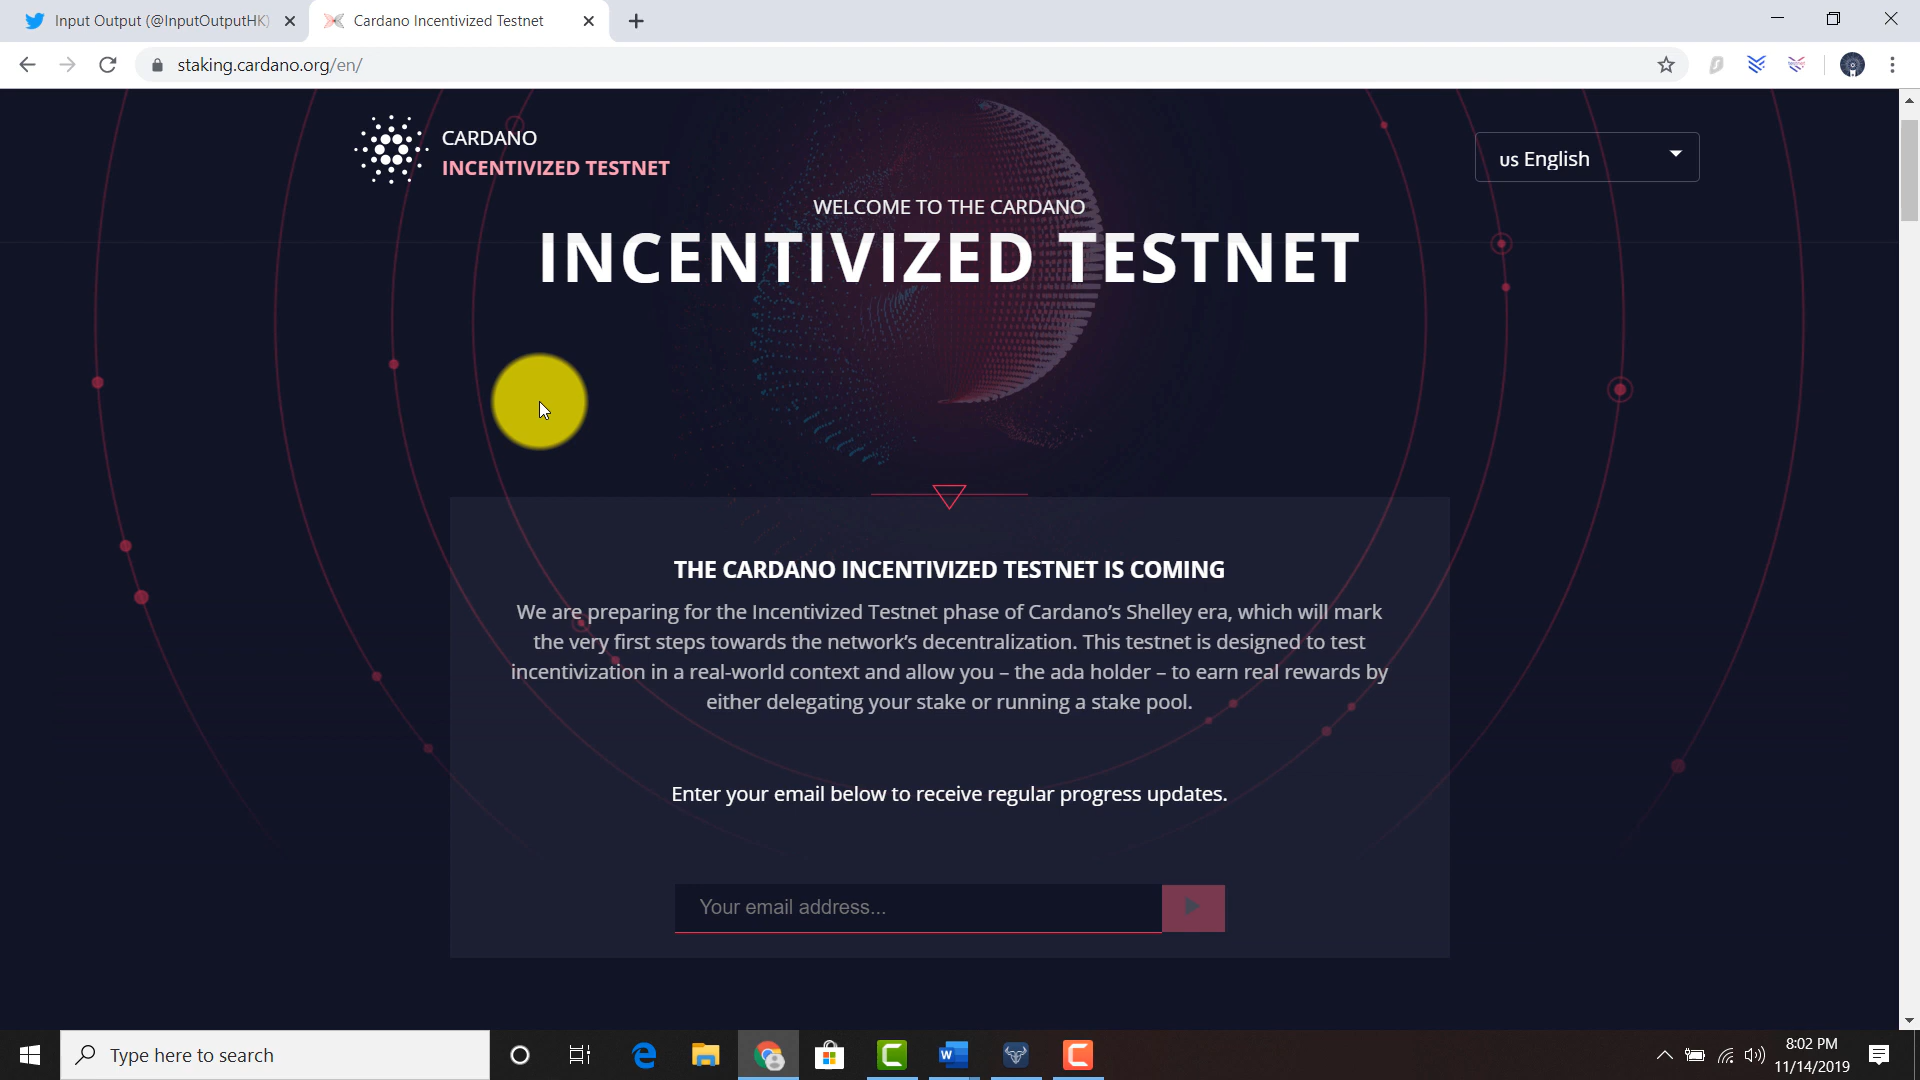 Input Output (@InputOutputHK)
Cardano Incentivized Testnet
staking.cardano.org/en/
CARDANO
INCENTIVIZED TESTNET
us English
WELCOME TO THE CARDANO
INCENTIVIZED TESTNET
THE CARDANO INCENTIVIZED TESTNET IS COMING
We are preparing for the Incentivized Testnet phase of Cardano’s Shelley era, which will mark
the very first steps towards the network’s decentralization. This testnet is designed to test
incentivization in a real-world context and allow you – the ada holder – to earn real rewards by
either delegating your stake or running a stake pool.
Enter your email below to receive regular progress updates.
Your email address...
Type here to search
8:02 PM
11/14/2019